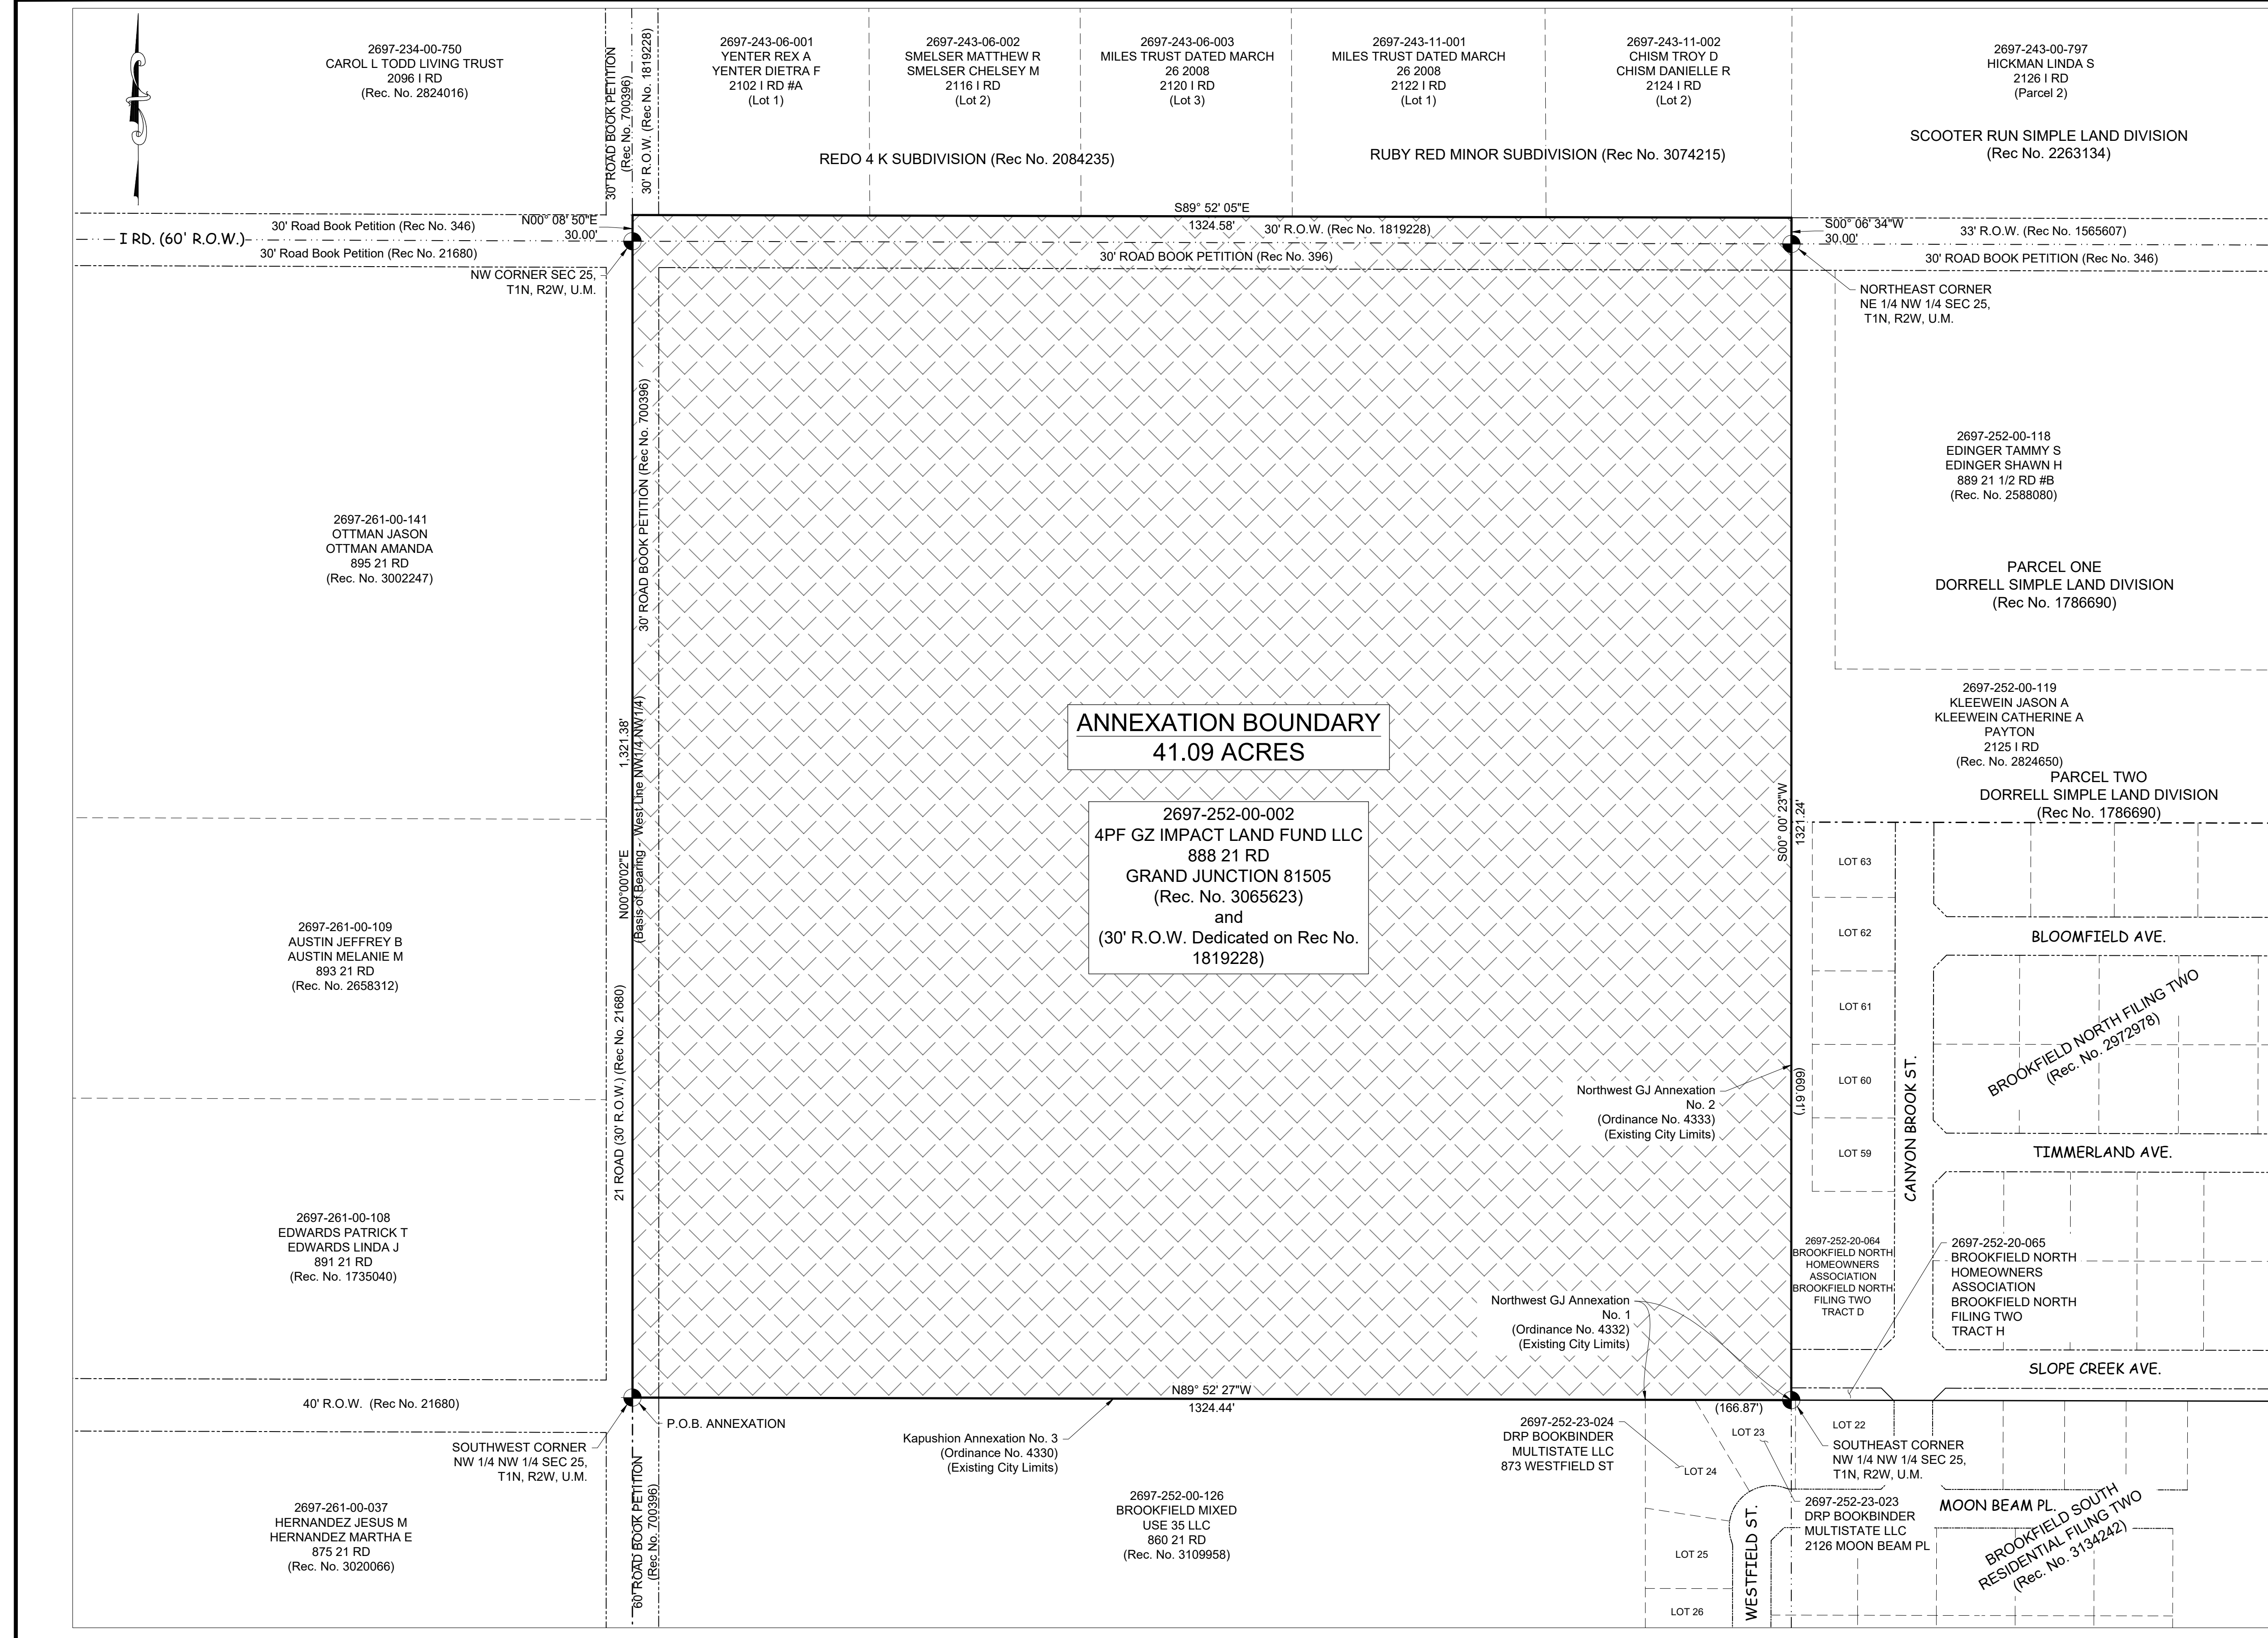 2697-234-00-750
CAROL L TODD LIVING TRUST
2096 I RD
(Rec. No. 2824016)
30' ROAD BOOK PETITION
(Rec No. 700396)
30' R.O.W. (Rec No. 1819228)
2697-243-06-001
YENTER REX A
YENTER DIETRA F
2102 I RD #A
(Lot 1)
2697-243-06-002
SMELSER MATTHEW R
SMELSER CHELSEY M
2116 I RD
(Lot 2)
2697-243-06-003
MILES TRUST DATED MARCH
26 2008
2120 I RD
(Lot 3)
2697-243-11-001
MILES TRUST DATED MARCH
26 2008
2122 I RD
(Lot 1)
2697-243-11-002
CHISM TROY D
CHISM DANIELLE R
2124 I RD
(Lot 2)
2697-243-00-797
HICKMAN LINDA S
2126 I RD
(Parcel 2)
REDO 4 K SUBDIVISION (Rec No. 2084235)
RUBY RED MINOR SUBDIVISION (Rec No. 3074215)
SCOOTER RUN SIMPLE LAND DIVISION
(Rec No. 2263134)
30' Road Book Petition (Rec No. 346)
I RD. (60' R.O.W.)
30' Road Book Petition (Rec No. 21680)
N00° 08' 50"E
30.00'
NW CORNER SEC 25,
T1N, R2W, U.M.
S89° 52' 05"E
1324.58'
30' R.O.W. (Rec No. 1819228)
30' ROAD BOOK PETITION (Rec No. 396)
S00° 06' 34"W
30.00'
33' R.O.W. (Rec No. 1565607)
30' ROAD BOOK PETITION (Rec No. 346)
NORTHEAST CORNER
NE 1/4 NW 1/4 SEC 25,
T1N, R2W, U.M.
30' ROAD BOOK PETITION (Rec No. 700396)
2697-261-00-141
OTTMAN JASON
OTTMAN AMANDA
895 21 RD
(Rec. No. 3002247)
2697-252-00-118
EDINGER TAMMY S
EDINGER SHAWN H
889 21 1/2 RD #B
(Rec. No. 2588080)
PARCEL ONE
DORRELL SIMPLE LAND DIVISION
(Rec No. 1786690)
2697-252-00-119
KLEEWEIN JASON A
KLEEWEIN CATHERINE A
PAYTON
2125 I RD
(Rec. No. 2824650)
PARCEL TWO
DORRELL SIMPLE LAND DIVISION
(Rec No. 1786690)
ANNEXATION BOUNDARY
41.09 ACRES
2697-252-00-002
4PF GZ IMPACT LAND FUND LLC
888 21 RD
GRAND JUNCTION 81505
(Rec. No. 3065623)
and
(30' R.O.W. Dedicated on Rec No.
1819228)
N00°00'02"E
1,321.38'
(Basis of Bearing - West Line NW1/4 NW1/4)
S00° 00' 23"W
1321.24'
2697-261-00-109
AUSTIN JEFFREY B
AUSTIN MELANIE M
893 21 RD
(Rec. No. 2658312)
21 ROAD (30' R.O.W.) (Rec No. 21680)
LOT 63
LOT 62
LOT 61
LOT 60
LOT 59
BLOOMFIELD AVE.
BROOKFIELD NORTH FILING TWO
(Rec. No. 2972978)
CANYON BROOK ST.
TIMMERLAND AVE.
Northwest GJ Annexation
No. 2
(Ordinance No. 4333)
(Existing City Limits)
(660.61')
2697-261-00-108
EDWARDS PATRICK T
EDWARDS LINDA J
891 21 RD
(Rec. No. 1735040)
2697-252-20-064
BROOKFIELD NORTH
HOMEOWNERS
ASSOCIATION
BROOKFIELD NORTH
FILING TWO
TRACT D
2697-252-20-065
BROOKFIELD NORTH
HOMEOWNERS
ASSOCIATION
BROOKFIELD NORTH
FILING TWO
TRACT H
Northwest GJ Annexation
No. 1
(Ordinance No. 4332)
(Existing City Limits)
SLOPE CREEK AVE.
40' R.O.W. (Rec No. 21680)
N89° 52' 27"W
1324.44'
(166.87')
P.O.B. ANNEXATION
SOUTHWEST CORNER
NW 1/4 NW 1/4 SEC 25,
T1N, R2W, U.M.
Kapushion Annexation No. 3
(Ordinance No. 4330)
(Existing City Limits)
2697-252-23-024
DRP BOOKBINDER
MULTISTATE LLC
873 WESTFIELD ST
LOT 22
LOT 23
LOT 24
SOUTHEAST CORNER
NW 1/4 NW 1/4 SEC 25,
T1N, R2W, U.M.
2697-261-00-037
HERNANDEZ JESUS M
HERNANDEZ MARTHA E
875 21 RD
(Rec. No. 3020066)
60' ROAD BOOK PETITION
(Rec No. 700396)
2697-252-00-126
BROOKFIELD MIXED
USE 35 LLC
860 21 RD
(Rec. No. 3109958)
LOT 25
LOT 26
WESTFIELD ST.
2697-252-23-023
DRP BOOKBINDER
MULTISTATE LLC
2126 MOON BEAM PL
MOON BEAM PL.
BROOKFIELD SOUTH
RESIDENTIAL FILING TWO
(Rec. No. 3134242)